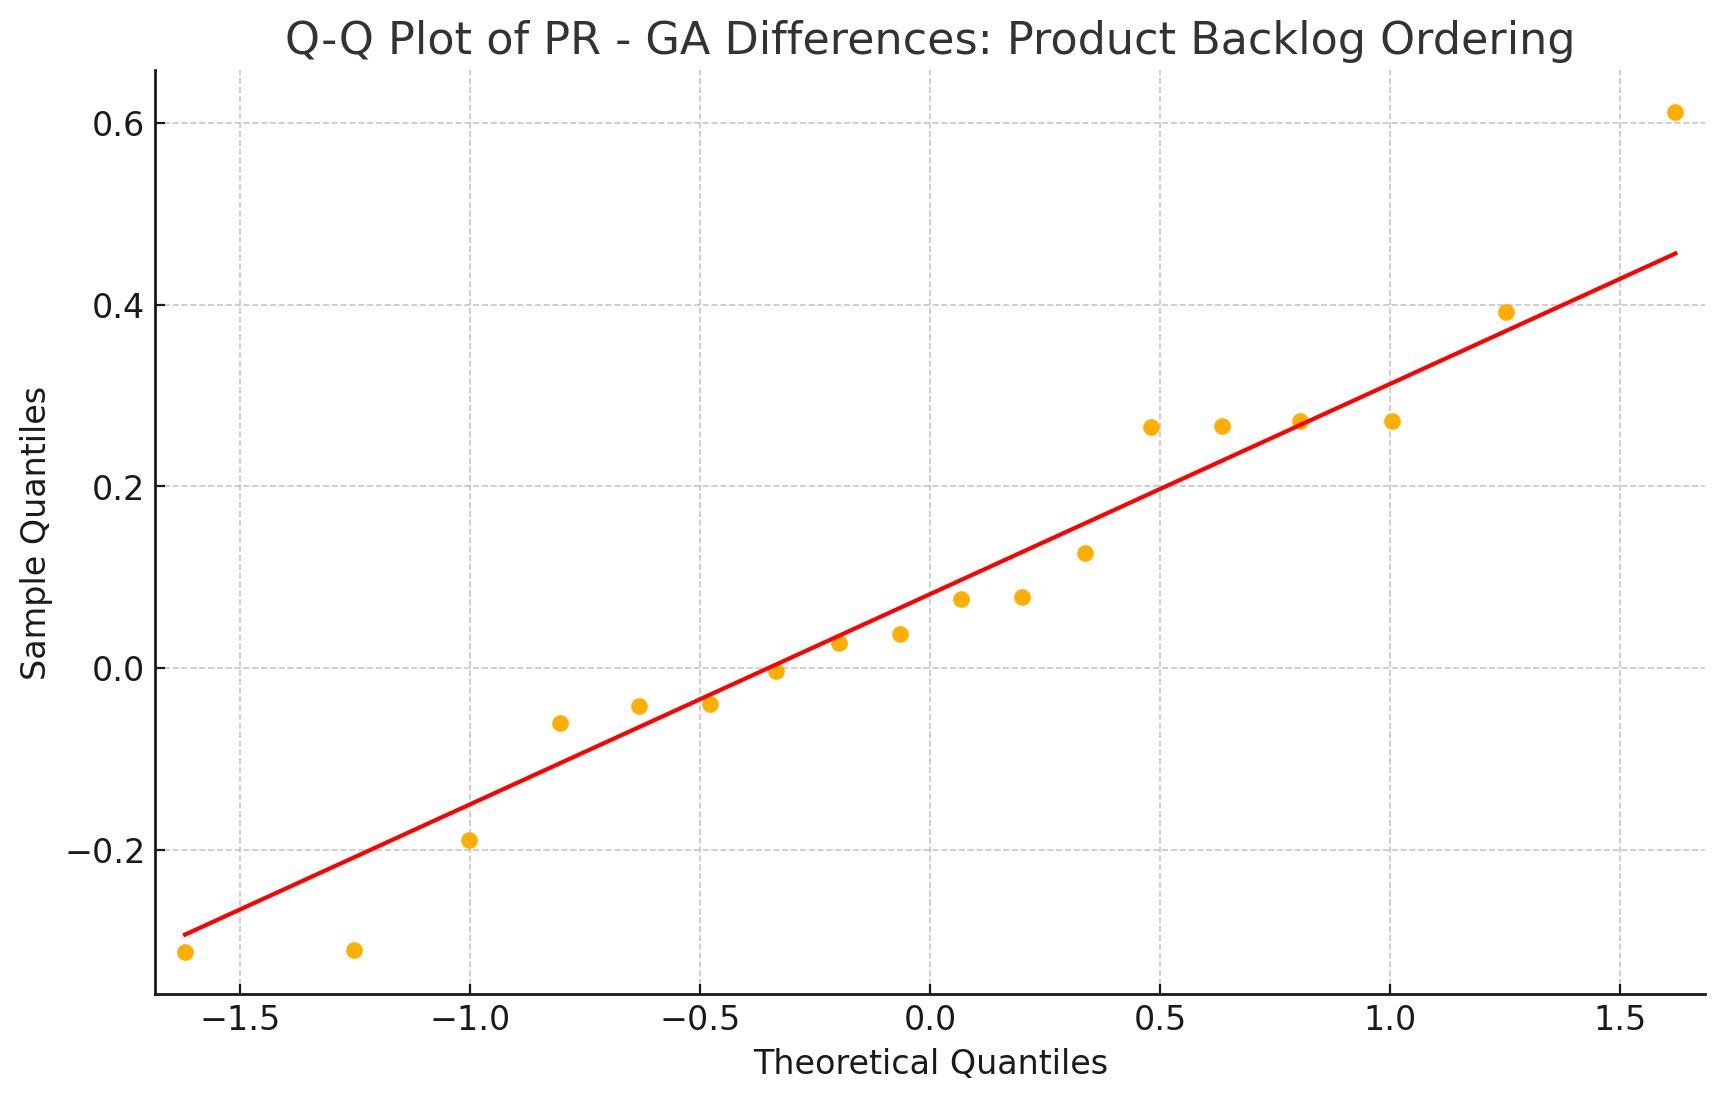 Q-Q Plot of PR - GA Differences: Product Backlog Ordering
Sample Quantiles
0.6
0.4
0.2
0.0
−0.2
−1.5 −1.0 −0.5 0.0 0.5 1.0 1.5
Theoretical Quantiles